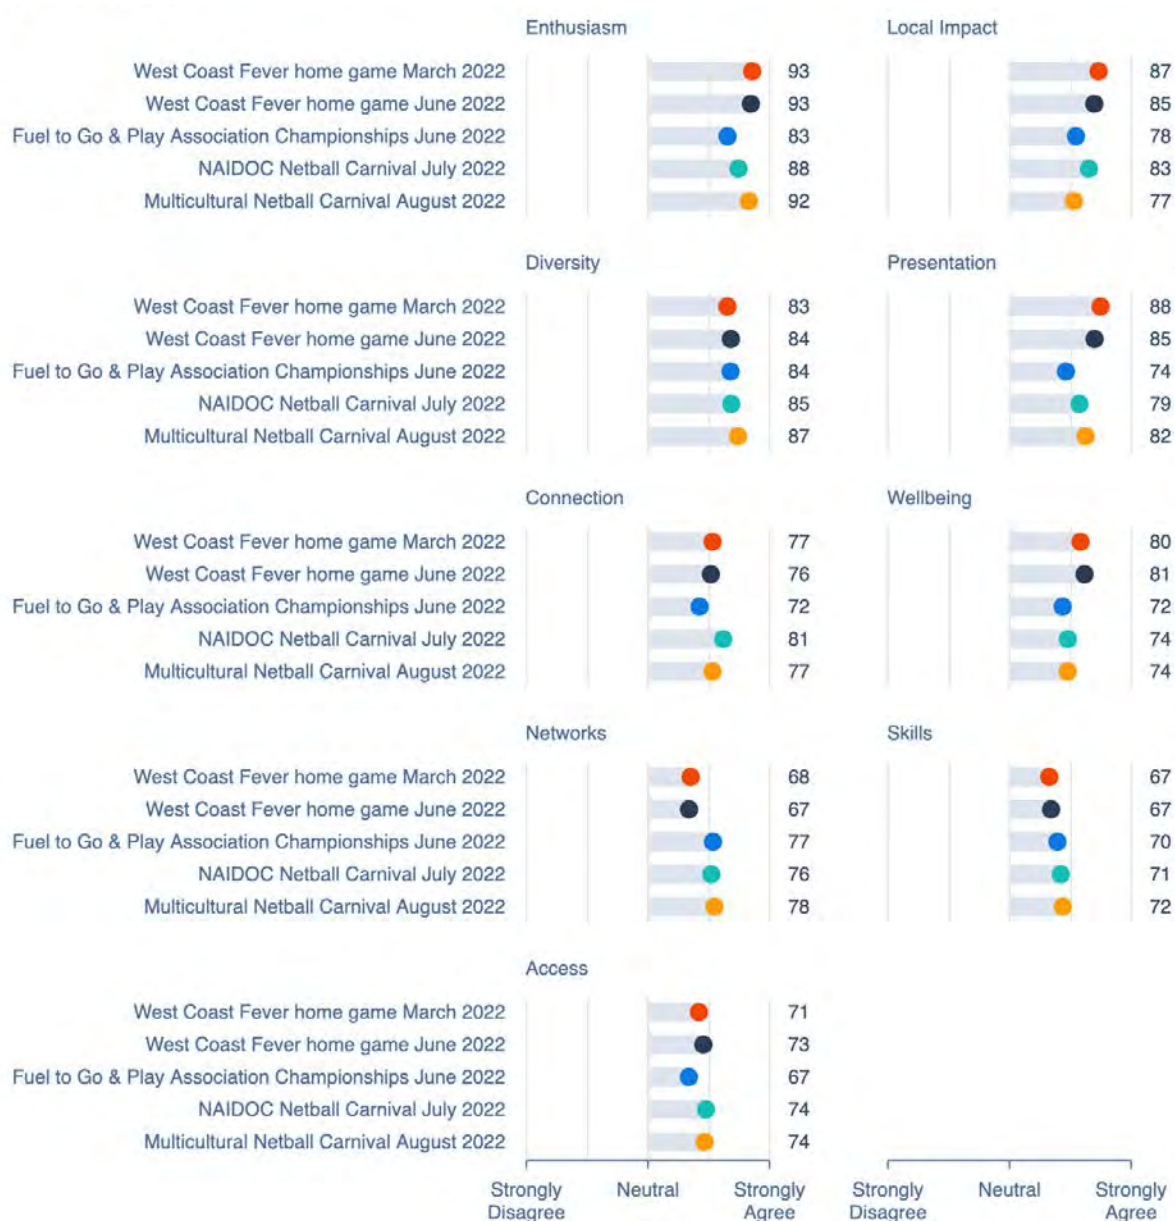 Enthusiasm Local Impact
West Coast Fever home game March 2022 93 87
West Coast Fever home game June 2022 93 85
Fuel to Go & Play Association Championships June 2022 83 78
NAIDOC Netball Carnival July 2022 88 83
Multicultural Netball Carnival August 2022 92 77
Diversity Presentation
West Coast Fever home game March 2022 83 88
West Coast Fever home game June 2022 84 85
Fuel to Go & Play Association Championships June 2022 84 74
NAIDOC Netball Carnival July 2022 85 79
Multicultural Netball Carnival August 2022 87 82
Connection Wellbeing
West Coast Fever home game March 2022 77 80
West Coast Fever home game June 2022 76 81
Fuel to Go & Play Association Championships June 2022 72 72
NAIDOC Netball Carnival July 2022 81 74
Multicultural Netball Carnival August 2022 77 74
Networks Skills
West Coast Fever home game March 2022 68 67
West Coast Fever home game June 2022 67 67
Fuel to Go & Play Association Championships June 2022 77 70
NAIDOC Netball Carnival July 2022 76 71
Multicultural Netball Carnival August 2022 78 72
Access
West Coast Fever home game March 2022 71
West Coast Fever home game June 2022 73
Fuel to Go & Play Association Championships June 2022 67
NAIDOC Netball Carnival July 2022 74
Multicultural Netball Carnival August 2022 74
Strongly Neutral Strongly Strongly Neutral Strongly
Disagree Agree Disagree Agree